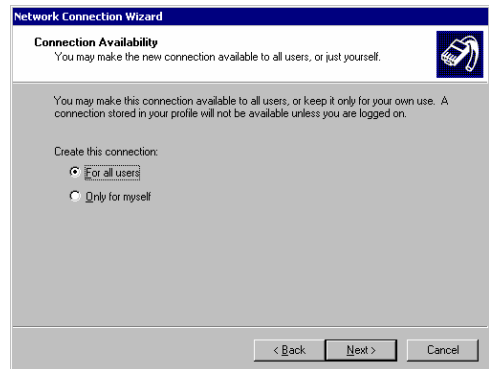 Network Connection Wizard
Connection Availability
You may make the new connection available to all users, or just yourself.
You may make this connection available to all users, or keep it only for your own use. A
connection stored in your profile will not be available unless you are logged on.
Create this connection:
For all users
Only for myself
< Back Next > Cancel